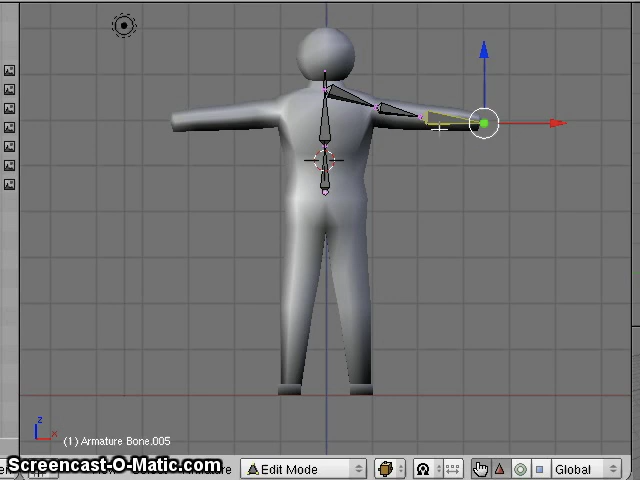 z
x
(1) Armature Bone.005
Edit Mode
Global
Screencast-O-Matic.com